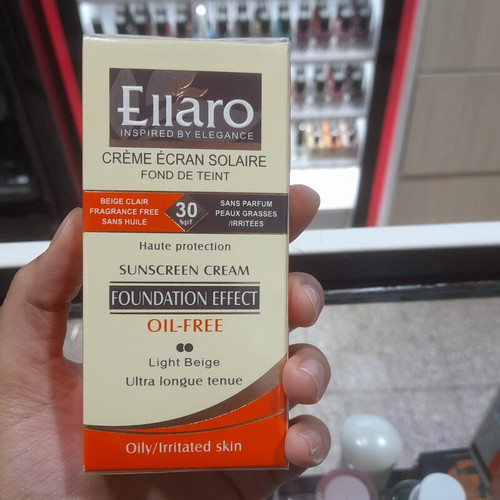 Ellaro
INSPIRED BY ELEGANCE
CRÈME ÉCRAN SOLAIRE
FOND DE TEINT
BEIGE CLAIR
FRAGRANCE FREE
SANS HUILE
30
Spf
SANS PARFUM
PEAUX GRASSES
/IRRITÉES
Haute protection
SUNSCREEN CREAM
FOUNDATION EFFECT
OIL-FREE
Light Beige
Ultra longue tenue
Oily/Irritated skin